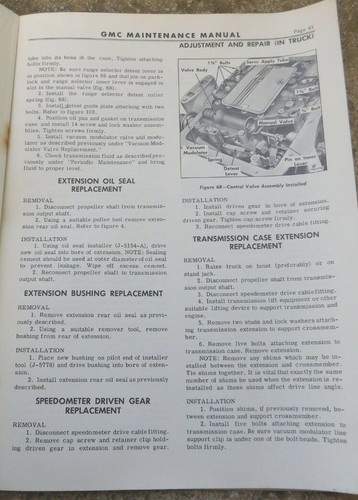 GMC MAINTENANCE MANUAL
Page 41
ADJUSTMENT AND REPAIR (IN TRUCK)
tube into its bores in the case. Tighten attaching
bolts firmly.
NOTE: Be sure range selector detent lever is
in position shown in figure 66 and that pin on park-
lock and range selector inner lever is engaged in
slot in the manual valve (fig. 68).
2. Install the range selector detent roller
spring (fig. 68).
3. Install detent guide plate attaching with two
bolts. Refer to figure 109.
4. Position oil pan and gasket on transmission
case and install 14 screw and lock washer assem-
blies. Tighten screws firmly.
5. Install vacuum modulator valve and modu-
lator as described previously under "Vacuum Mod-
ulator Valve Replacement."
6. Check transmission fluid as described pre-
viously under "Periodic Maintenance" and bring
fluid to proper level.
EXTENSION OIL SEAL
REPLACEMENT
REMOVAL
1. Disconnect propeller shaft from transmis-
sion output shaft.
2. Using a suitable puller tool remove exten-
sion rear oil seal. Refer to figure 4.
INSTALLATION
1. Using oil seal installer (J-5154-A), install
new oil seal into bore of extension. NOTE: Sealing
cement should be used at outer diameter of oil seal
to prevent leakage. Wipe off excess cement.
2. Reconnect propeller shaft to transmission
output shaft.
EXTENSION BUSHING REPLACEMENT
REMOVAL
1. Remove extension rear oil seal as previ-
ously described.
2. Using a suitable remover tool, remove
bushing from rear of extension.
INSTALLATION
1. Place new bushing on pilot end of installer
tool (J-5778) and drive bushing into bore of exten-
sion.
2. Install extension rear oil seal as previously
described.
SPEEDOMETER DRIVEN GEAR
REPLACEMENT
REMOVAL
1. Disconnect speedometer drive cable fitting.
2. Remove cap screw and retainer clip hold-
ing driven gear in extension and remove gear.
Valve Body
Bolts
Servo Apply Tube
Manual Valve
Vacuum
Modulator
Spring
Detent
Lever
Pin on Inner
Lever
Figure 68—Control Valve Assembly Installed
INSTALLATION
1. Install driven gear in bore of extension.
2. Install cap screw and retainer securing
driven gear. Tighten cap screw firmly.
3. Reconnect speedometer drive cable fitting.
TRANSMISSION CASE EXTENSION
REPLACEMENT
REMOVAL
1. Raise truck on hoist (preferably) or on
stand jack.
2. Disconnect propeller shaft from transmis-
sion output shaft.
3. Disconnect speedometer drive cable fitting.
4. Install transmission lift equipment or other
suitable lifting device to support transmission and
engine.
5. Remove two studs and lock washers attach-
ing transmission extension to support crossmem-
ber.
6. Remove five bolts attaching extension to
transmission case. Remove extension.
NOTE: Remove any shims which may be in-
stalled between the extension and crossmember.
Tie shims together. It is vital that exactly the same
number of shims be used when the extension is re-
installed as these shims affect drive line angle.
INSTALLATION
1. Position shims, if previously removed, be-
tween extension and support crossmember.
2. Install five bolts attaching extension to
transmission case. Be sure vacuum modulator line
support clip is under one of the bolt heads. Tighten
bolts firmly.